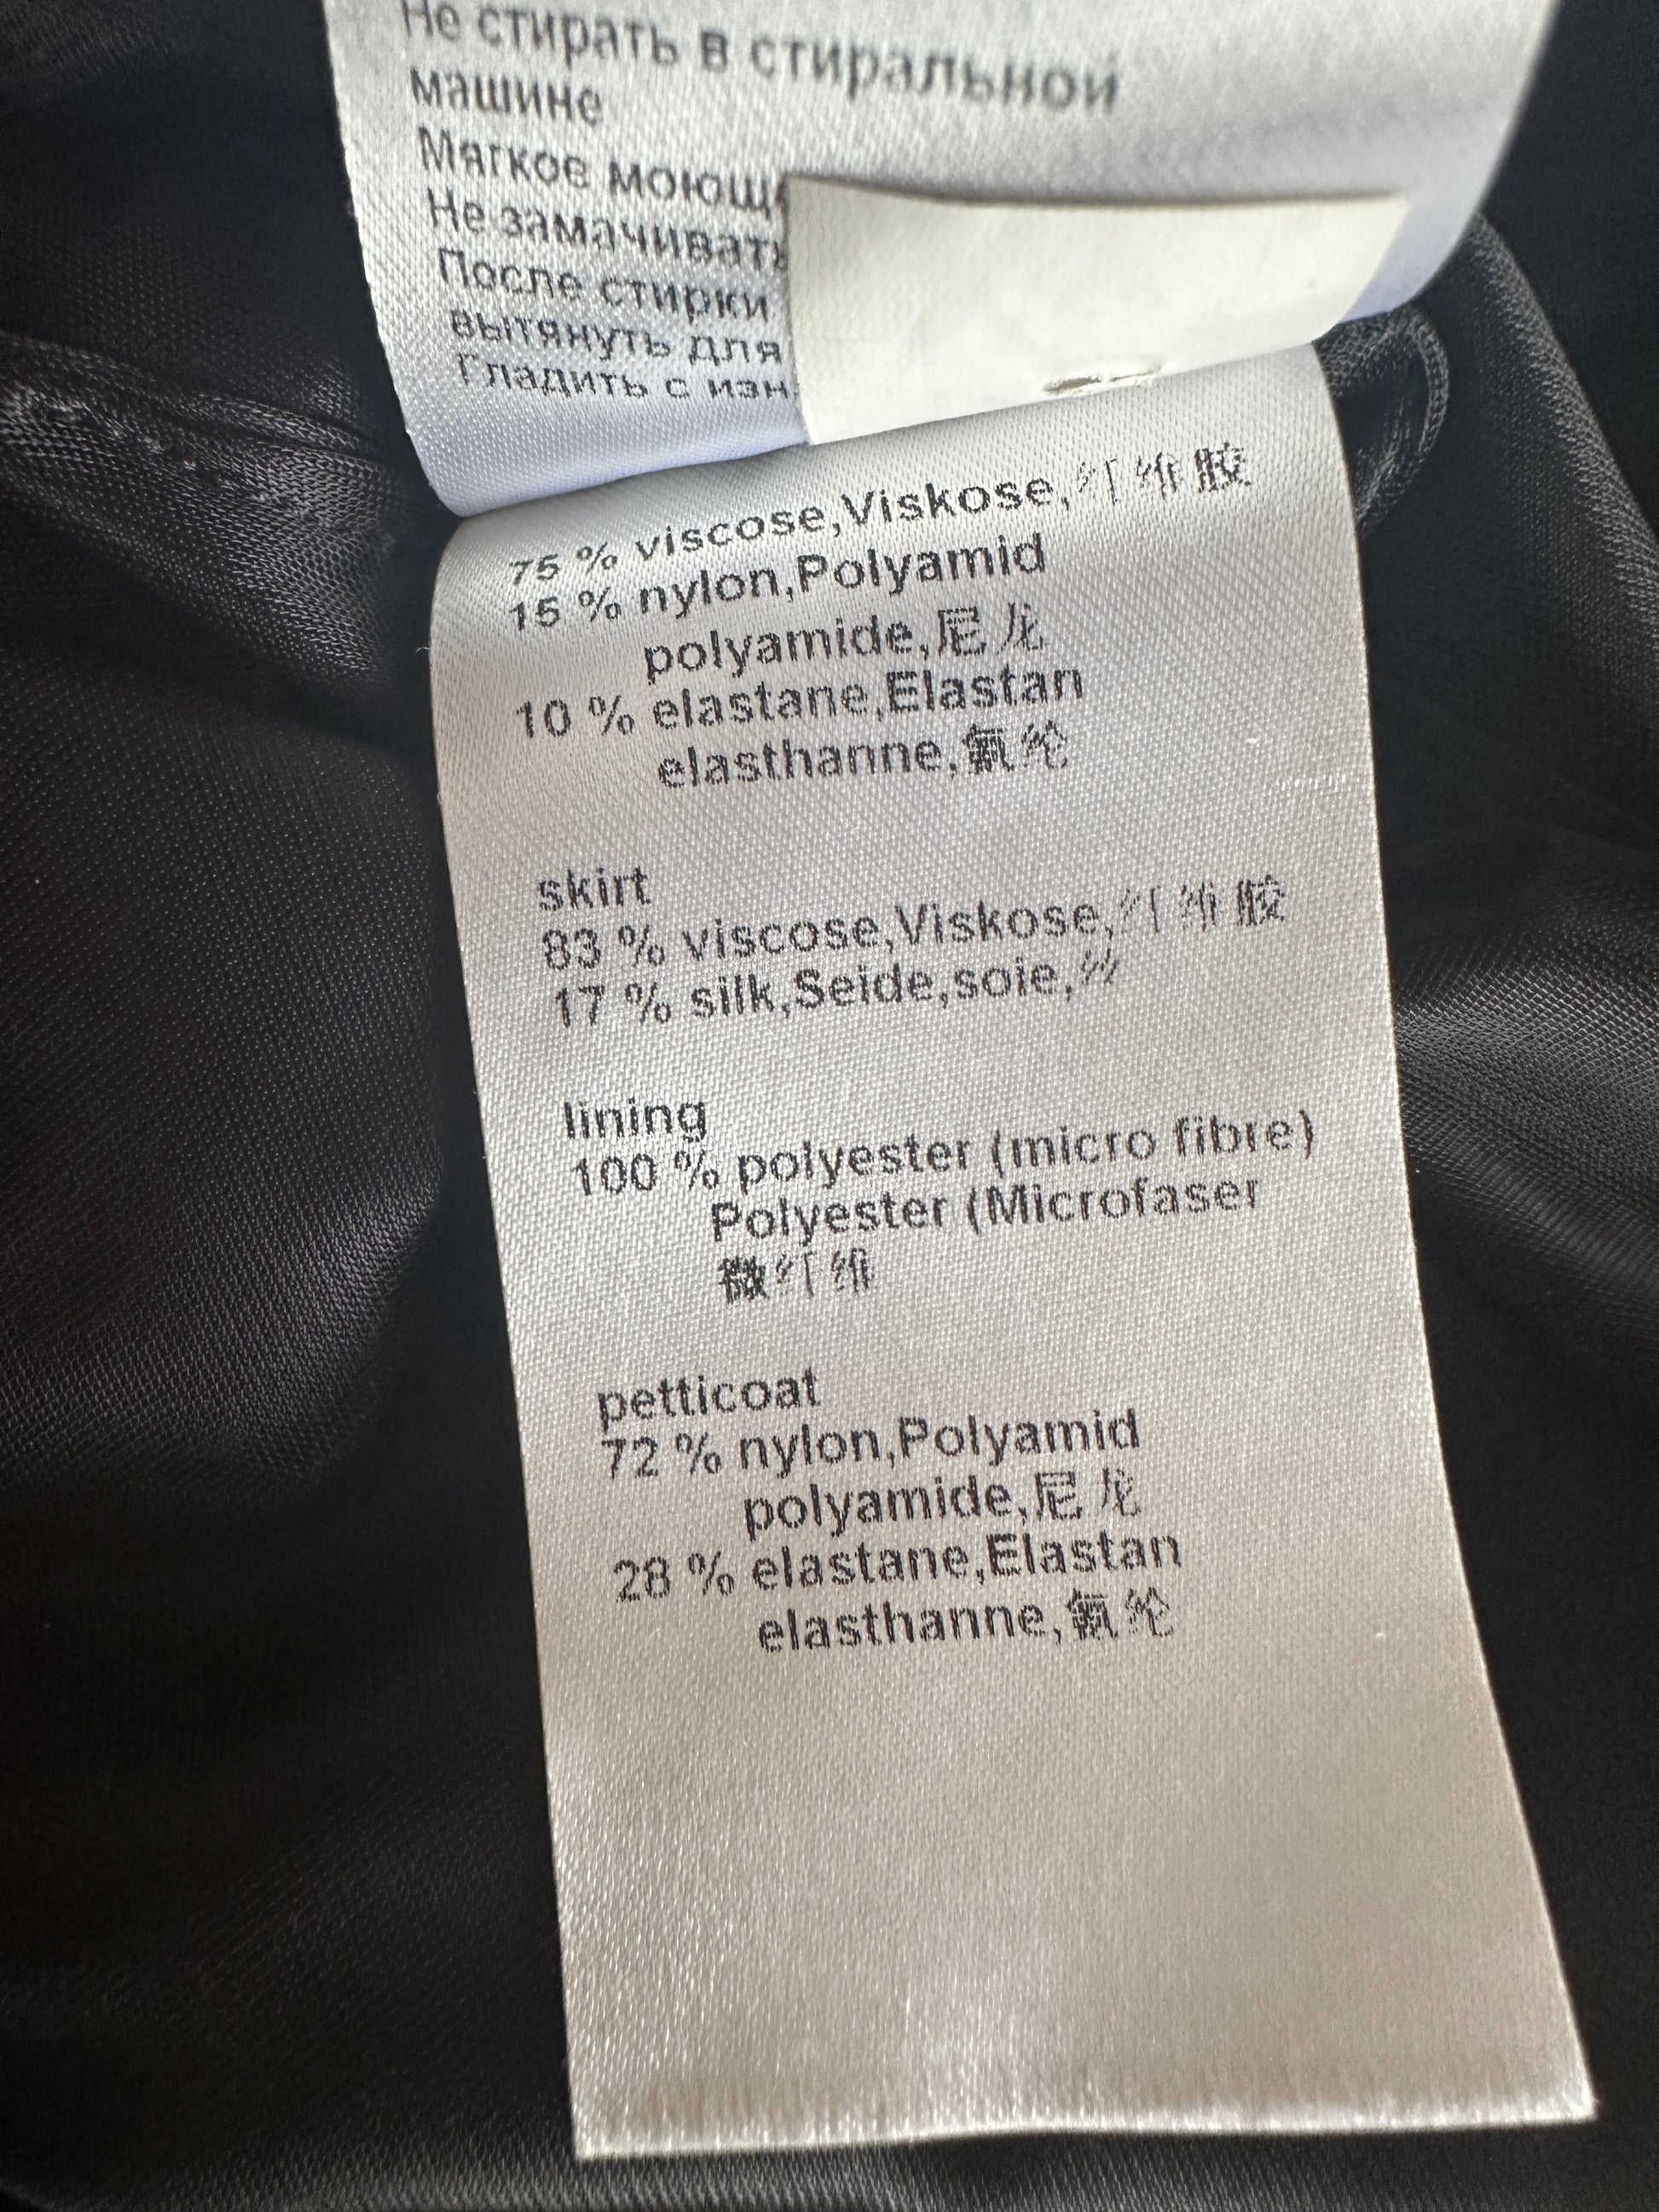 Не стирать в стиральной
машине
Мягкое моющ
Не замачивать
После стирки
вытянуть для
Гладить с изн
75 % viscose,Viskose,纤维胶
15 % nylon,Polyamid
polyamide,尼龙
10 % elastane,Elastan
elasthanne,氨纶
skirt
83 % viscose,Viskose,纤维胶
17 % silk,Seide,soie,丝
lining
100 % polyester (micro fibre)
Polyester (Microfaser
微纤维
petticoat
72 % nylon,Polyamid
polyamide,尼龙
28 % elastane,Elastan
elasthanne,氨纶